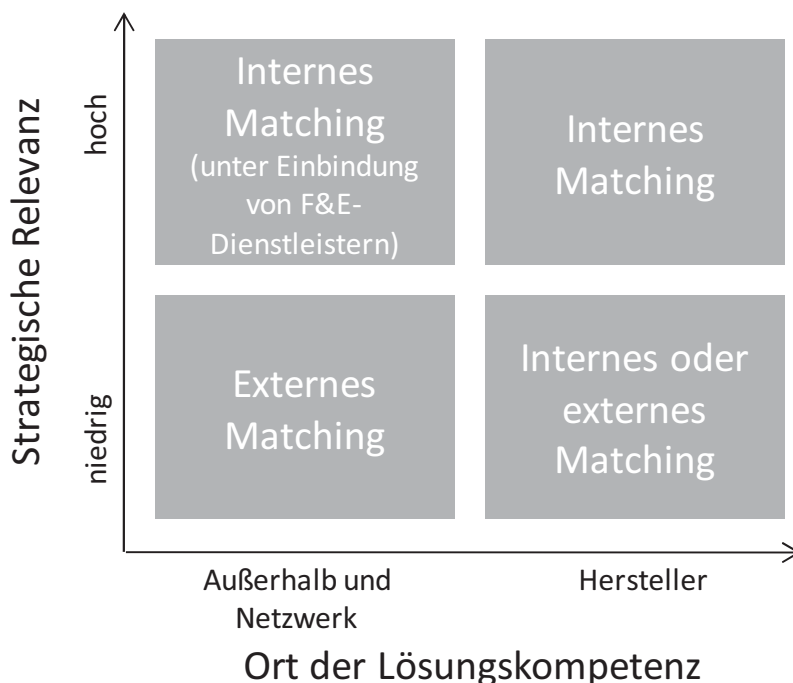 Strategische Relevanz
hoch
niedrig
Internes
Matching
(unter Einbindung
von F&E-
Dienstleistern)
Internes
Matching
Externes
Matching
Internes oder
externes
Matching
Außerhalb und
Netzwerk
Hersteller
Ort der Lösungskompetenz